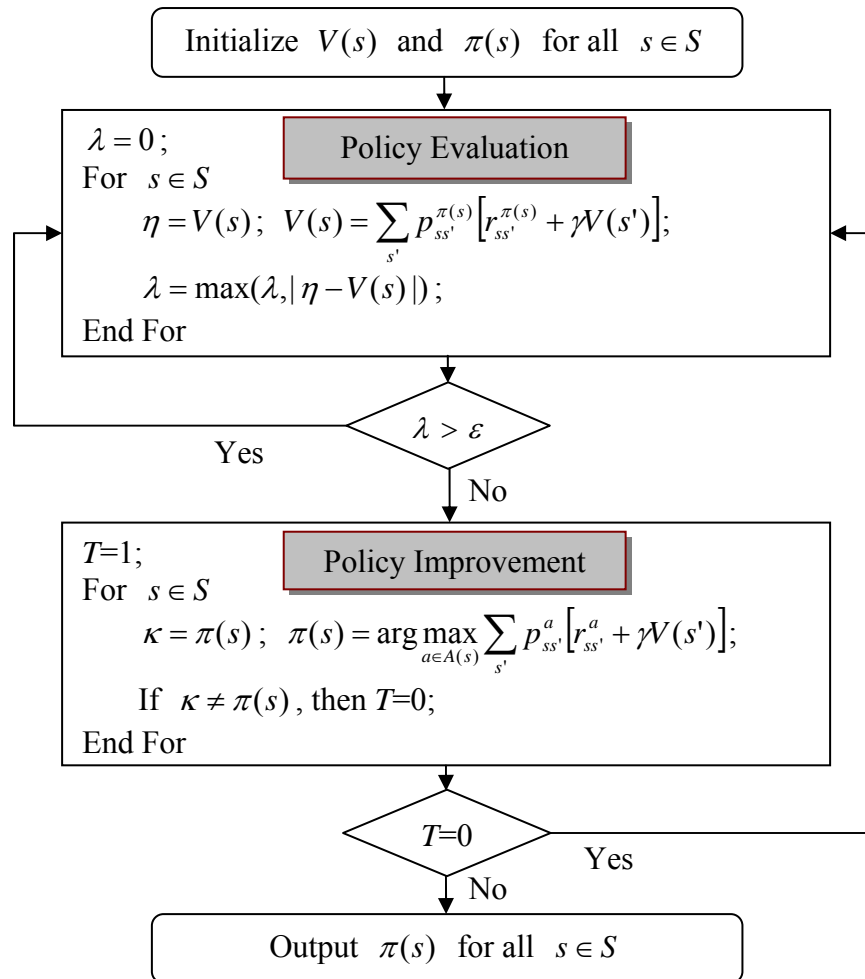 Initialize V(s) and π(s) for all s ∈ S
Policy Evaluation
λ = 0 ;
For s ∈ S
η = V(s) ; V(s) = ∑_{s'} p_{ss'}^{π(s)} [r_{ss'}^{π(s)} + γV(s')];
λ = max(λ,| η − V(s) |) ;
End For
λ > ε
Yes
No
Policy Improvement
T=1;
For s ∈ S
κ = π(s) ; π(s) = arg max_{a∈A(s)} ∑_{s'} p_{ss'}^{a} [r_{ss'}^{a} + γV(s')];
If κ ≠ π(s) , then T=0;
End For
T=0
Yes
No
Output π(s) for all s ∈ S